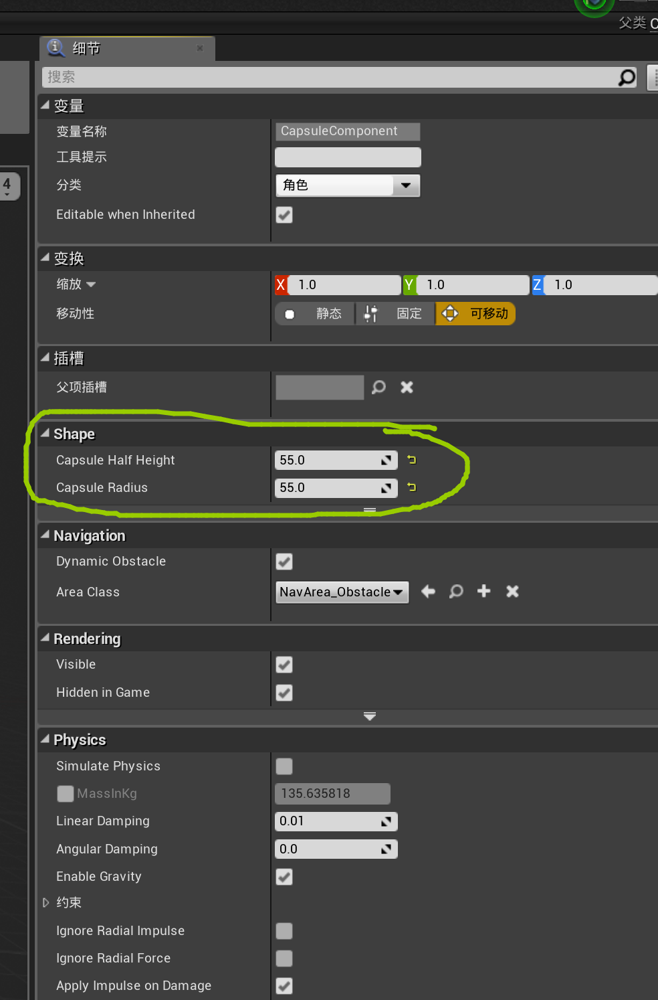 父类 C
细节
搜索
变量
变量名称 CapsuleComponent
工具提示
分类 角色
4
Editable when Inherited
变换
缩放 X 1.0 Y 1.0 Z 1.0
移动性 静态 固定 可移动
插槽
父项插槽
Shape
Capsule Half Height 55.0
Capsule Radius 55.0
Navigation
Dynamic Obstacle
Area Class NavArea_Obstacle
Rendering
Visible
Hidden in Game
Physics
Simulate Physics
MassInKg 135.635818
Linear Damping 0.01
Angular Damping 0.0
Enable Gravity
约束
Ignore Radial Impulse
Ignore Radial Force
Apply Impulse on Damage